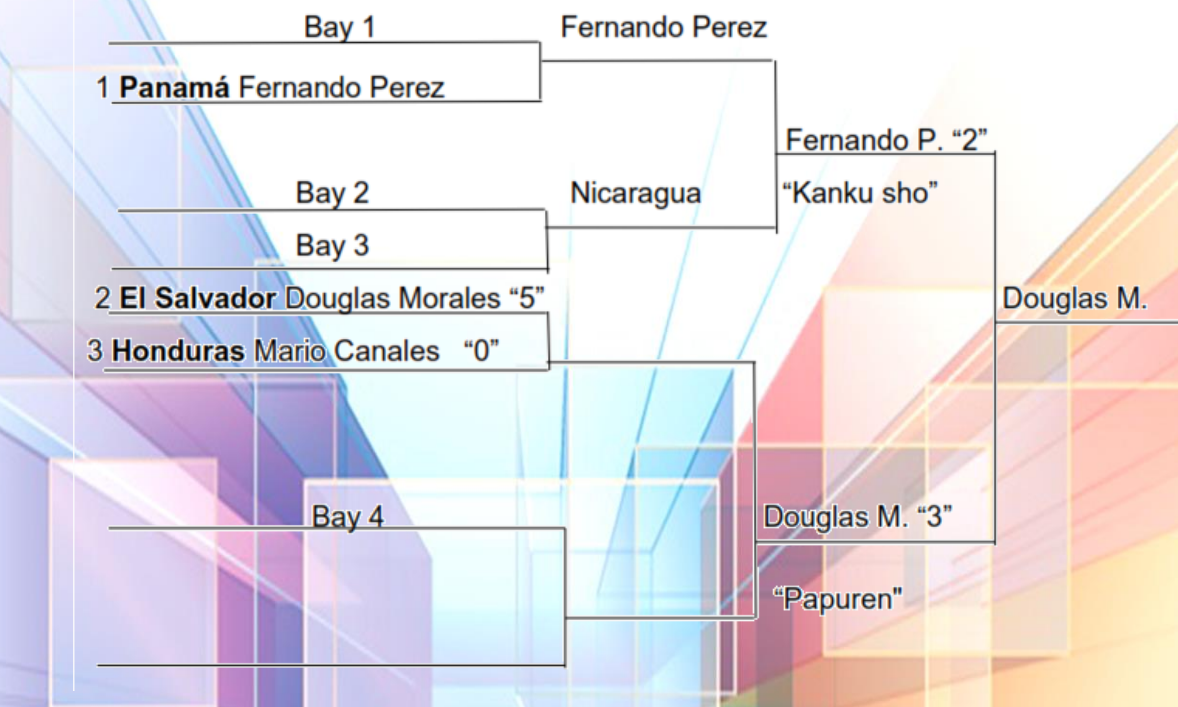 Bay 1
Fernando Perez
1 Panamá Fernando Perez
Fernando P. “2”
Bay 2
Nicaragua
“Kanku sho”
Bay 3
2 El Salvador Douglas Morales “5”
Douglas M.
3 Honduras Mario Canales “0”
Bay 4
Douglas M. “3”
“Papuren"